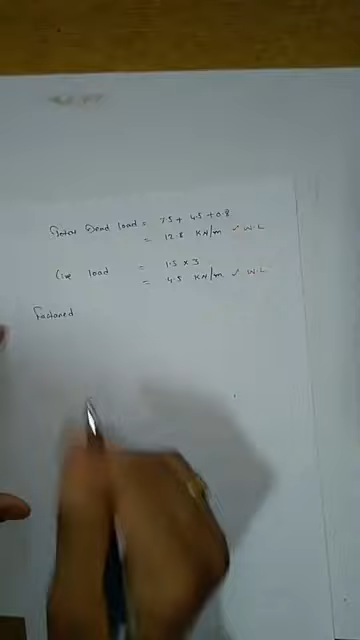 Total Dead load = 7.5 + 4.5 + 0.8
= 12.8 KN/m ✓ W.L
Live load = 1.5 × 3
= 4.5 KN/m ✓ W.L
Factored